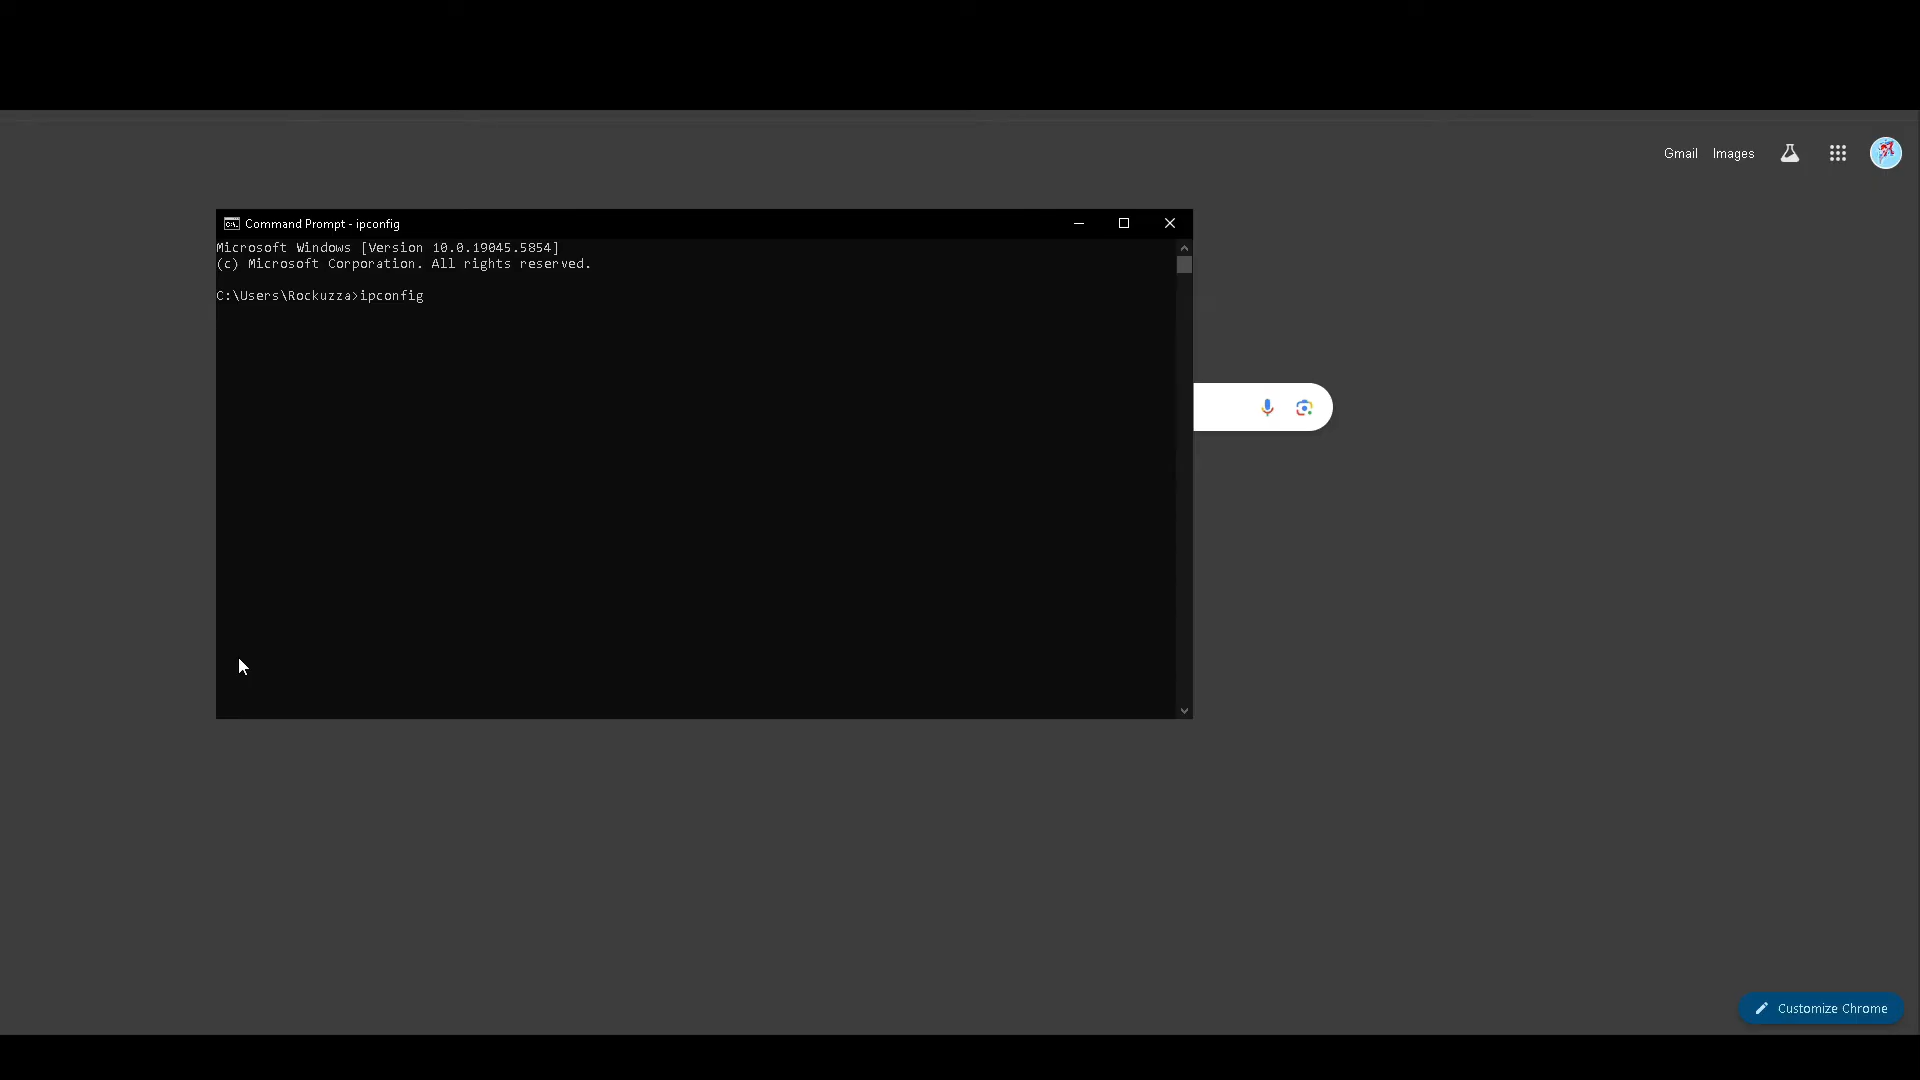 Gmail Images
Command Prompt - ipconfig
Microsoft Windows [Version 10.0.19045.5854]
(c) Microsoft Corporation. All rights reserved.
C:\Users\Rockuzza>ipconfig
Customize Chrome